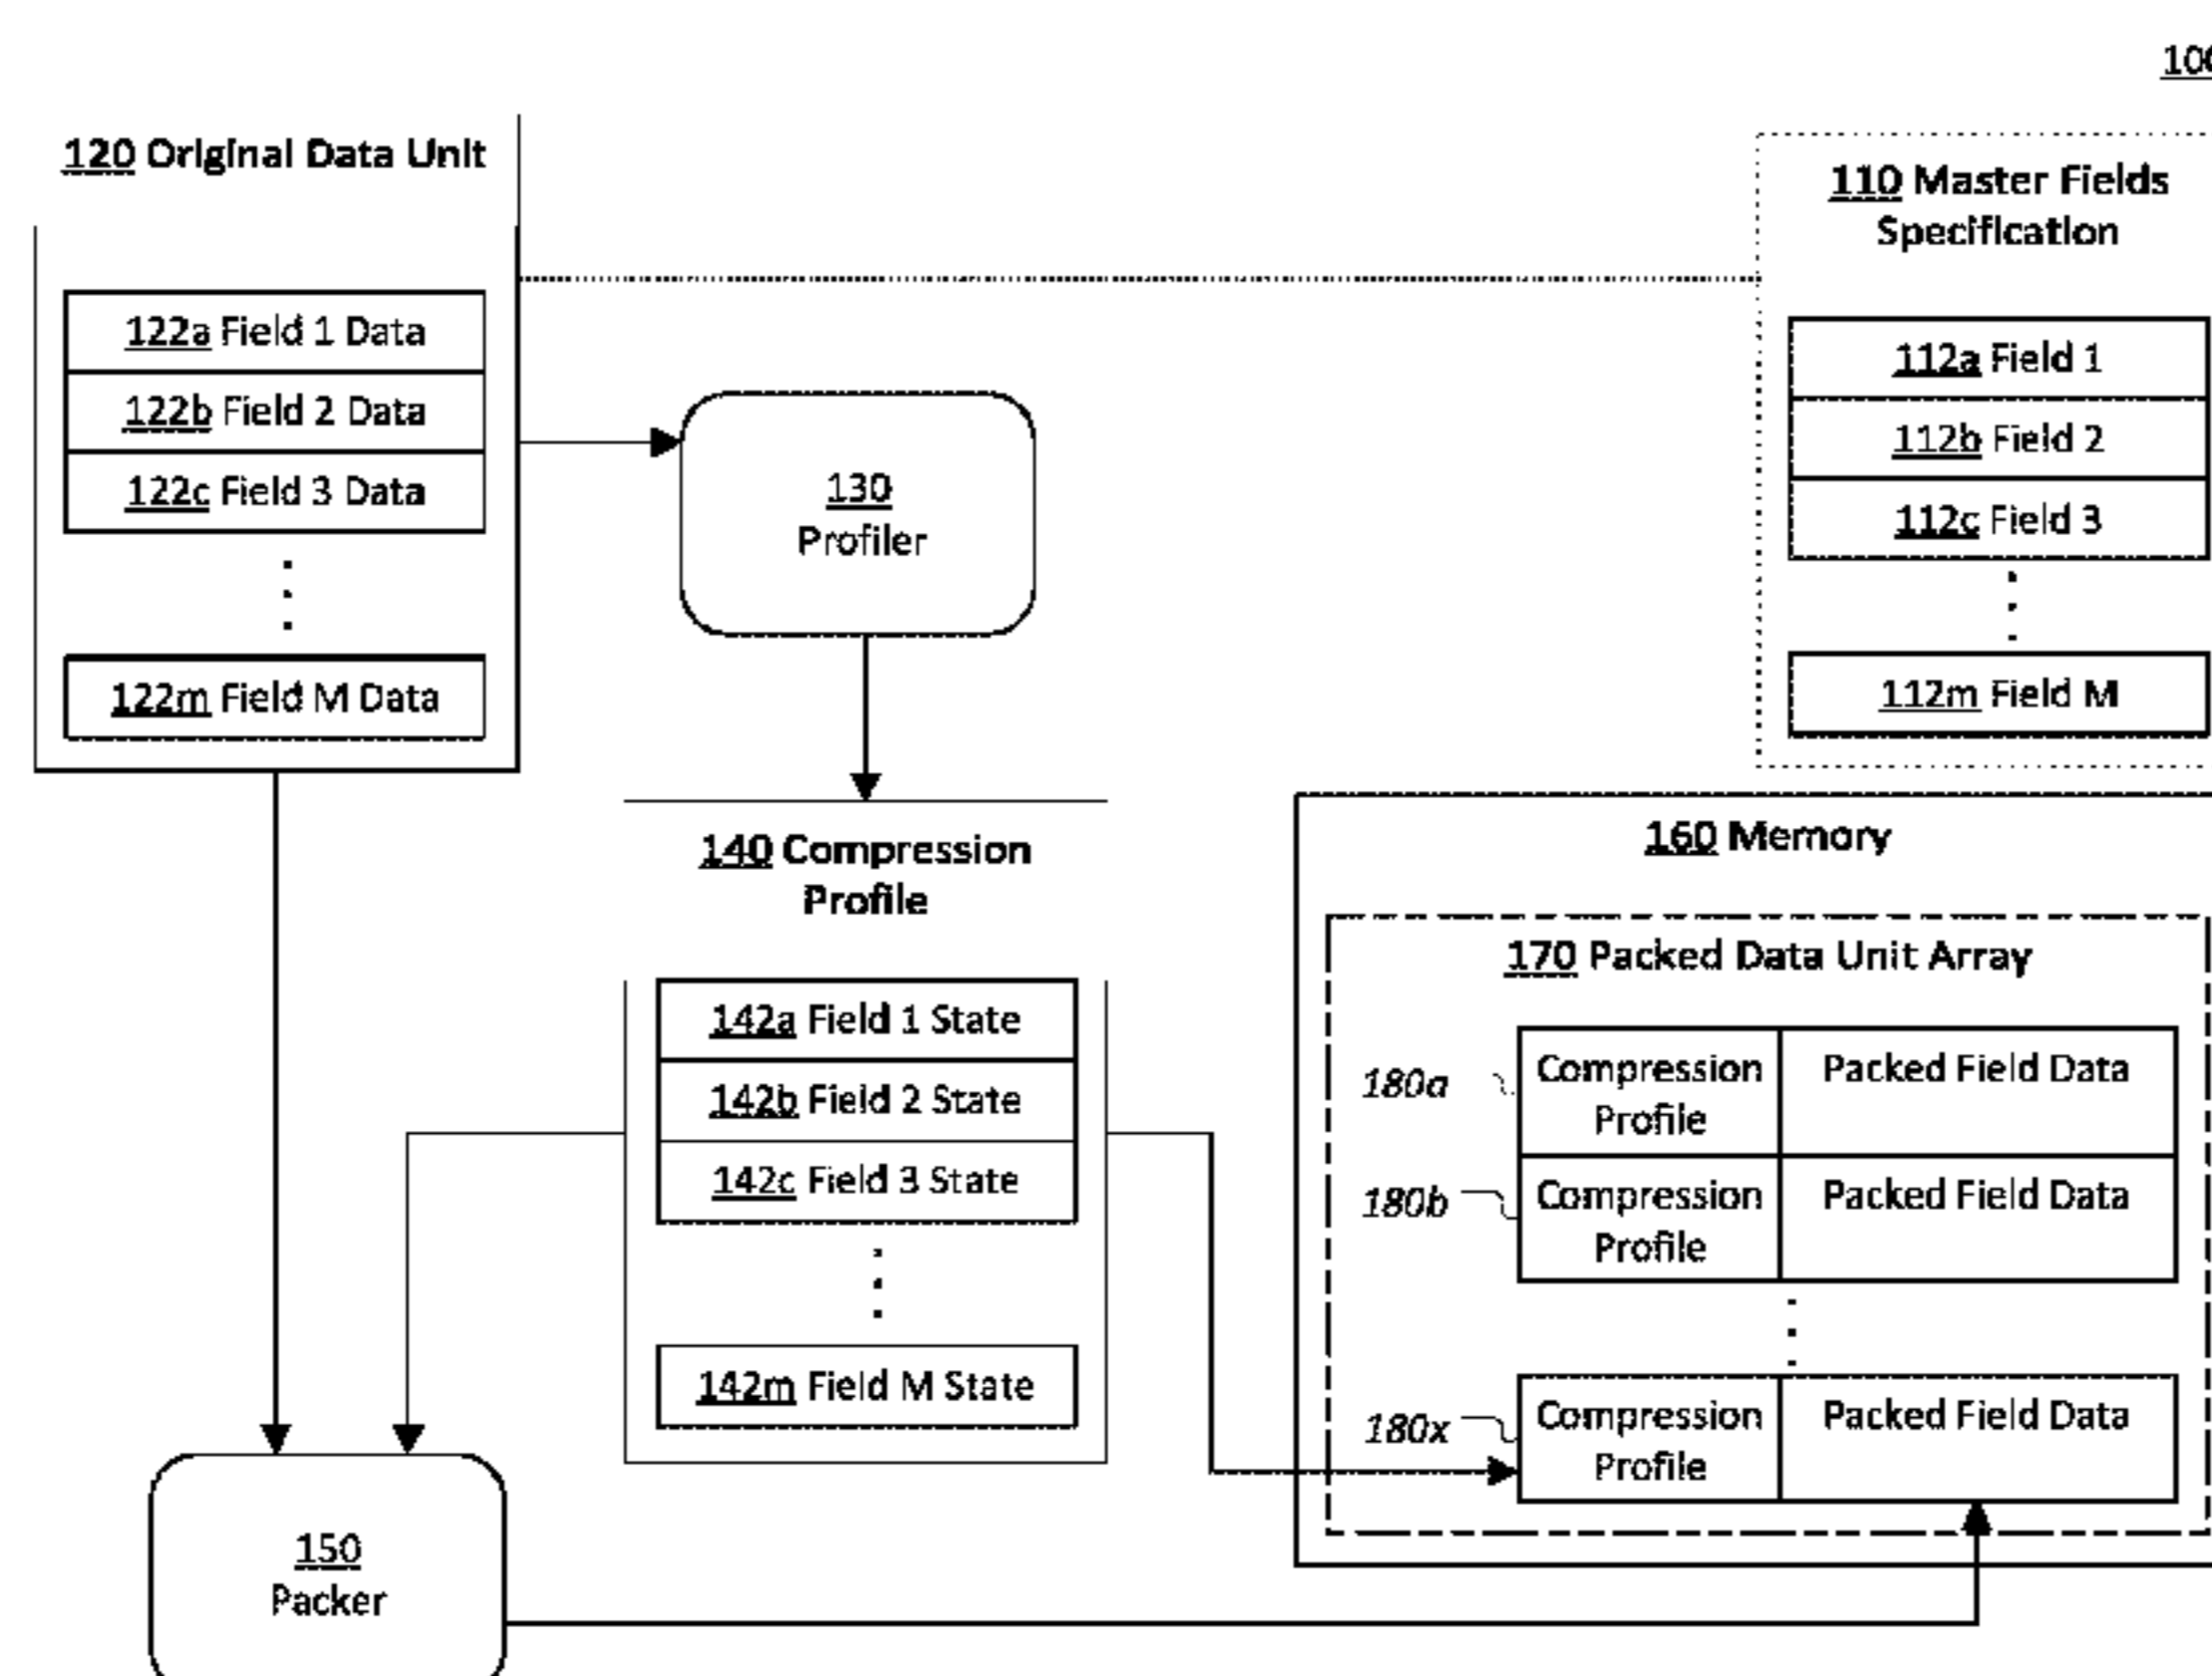 100
120 Original Data Unit
122a Field 1 Data
122b Field 2 Data
122c Field 3 Data
122m Field M Data
130
Profiler
110 Master Fields
Specification
112a Field 1
112b Field 2
112c Field 3
112m Field M
140 Compression
Profile
142a Field 1 State
142b Field 2 State
142c Field 3 State
142m Field M State
160 Memory
170 Packed Data Unit Array
180a
Compression
Profile
Packed Field Data
180b
Compression
Profile
Packed Field Data
180x
Compression
Profile
Packed Field Data
150
Packer